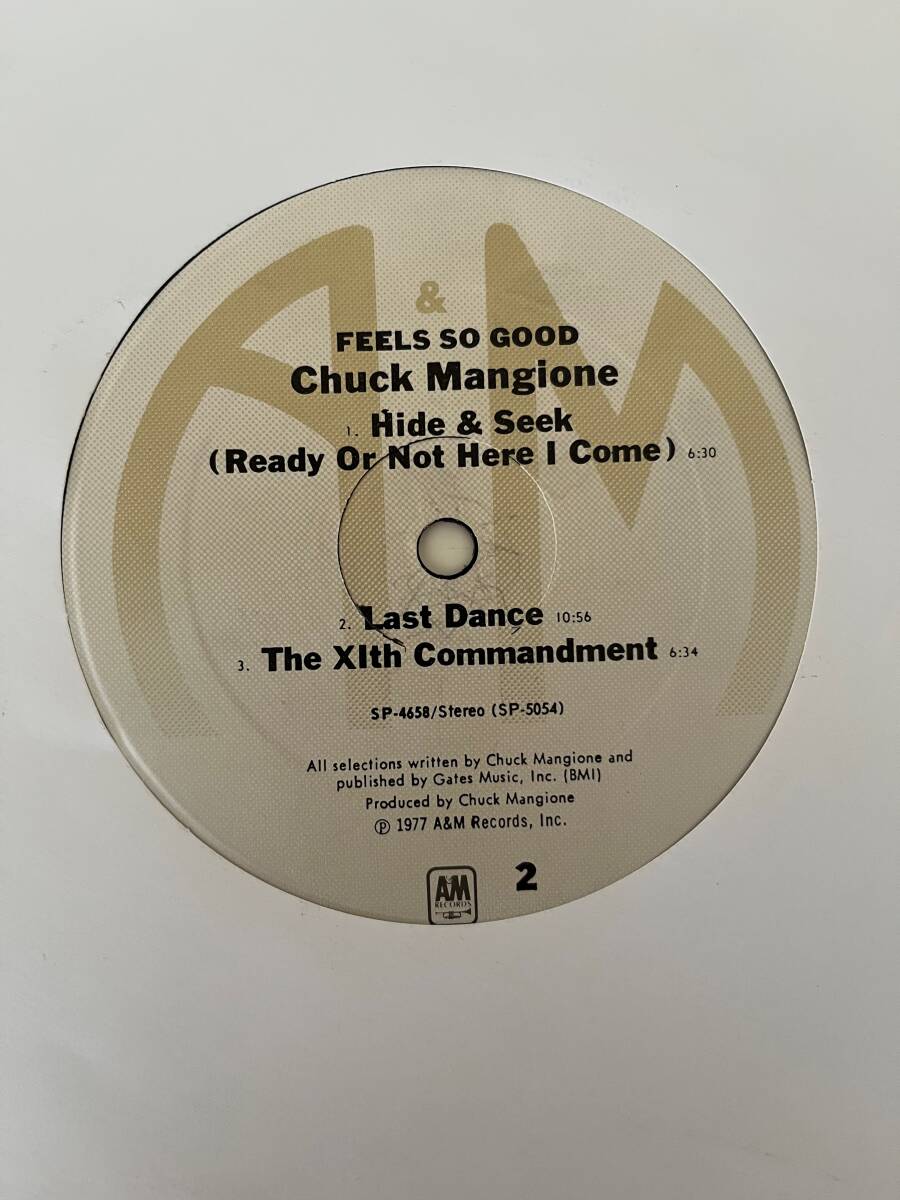 &
FEELS SO GOOD
Chuck Mangione
1. Hide & Seek
(Ready Or Not Here I Come) 6:30
2. Last Dance 10:56
3. The XIth Commandment 6:34
SP-4658/Stereo (SP-5054)
All selections written by Chuck Mangione and
published by Gates Music, Inc. (BMI)
Produced by Chuck Mangione
℗ 1977 A&M Records, Inc.
A&M
RECORDS
2